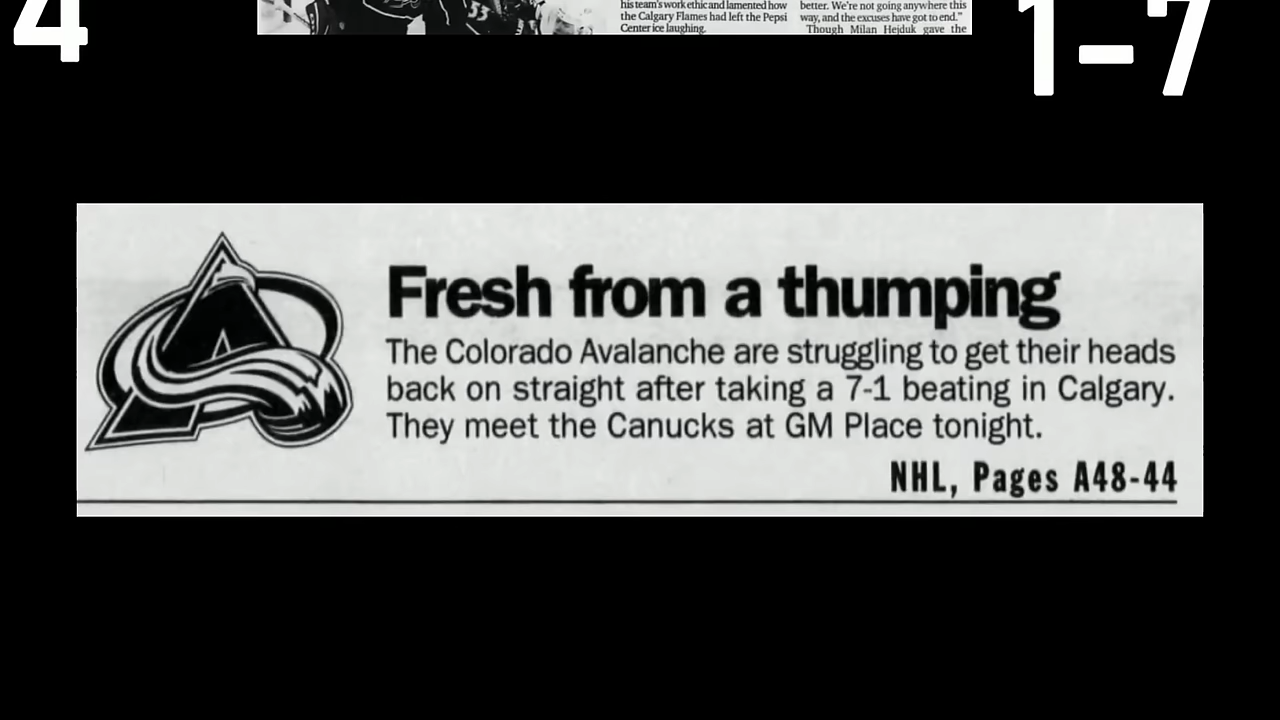 4
his team's work ethic and lamented how
the Calgary Flames had left the Pepsi
Center ice laughing.
better. We're not going anywhere this
way, and the excuses have got to end."
Though Milan Hejduk gave the
53
1-7
Fresh from a thumping
The Colorado Avalanche are struggling to get their heads
back on straight after taking a 7-1 beating in Calgary.
They meet the Canucks at GM Place tonight.
NHL, Pages A48-44